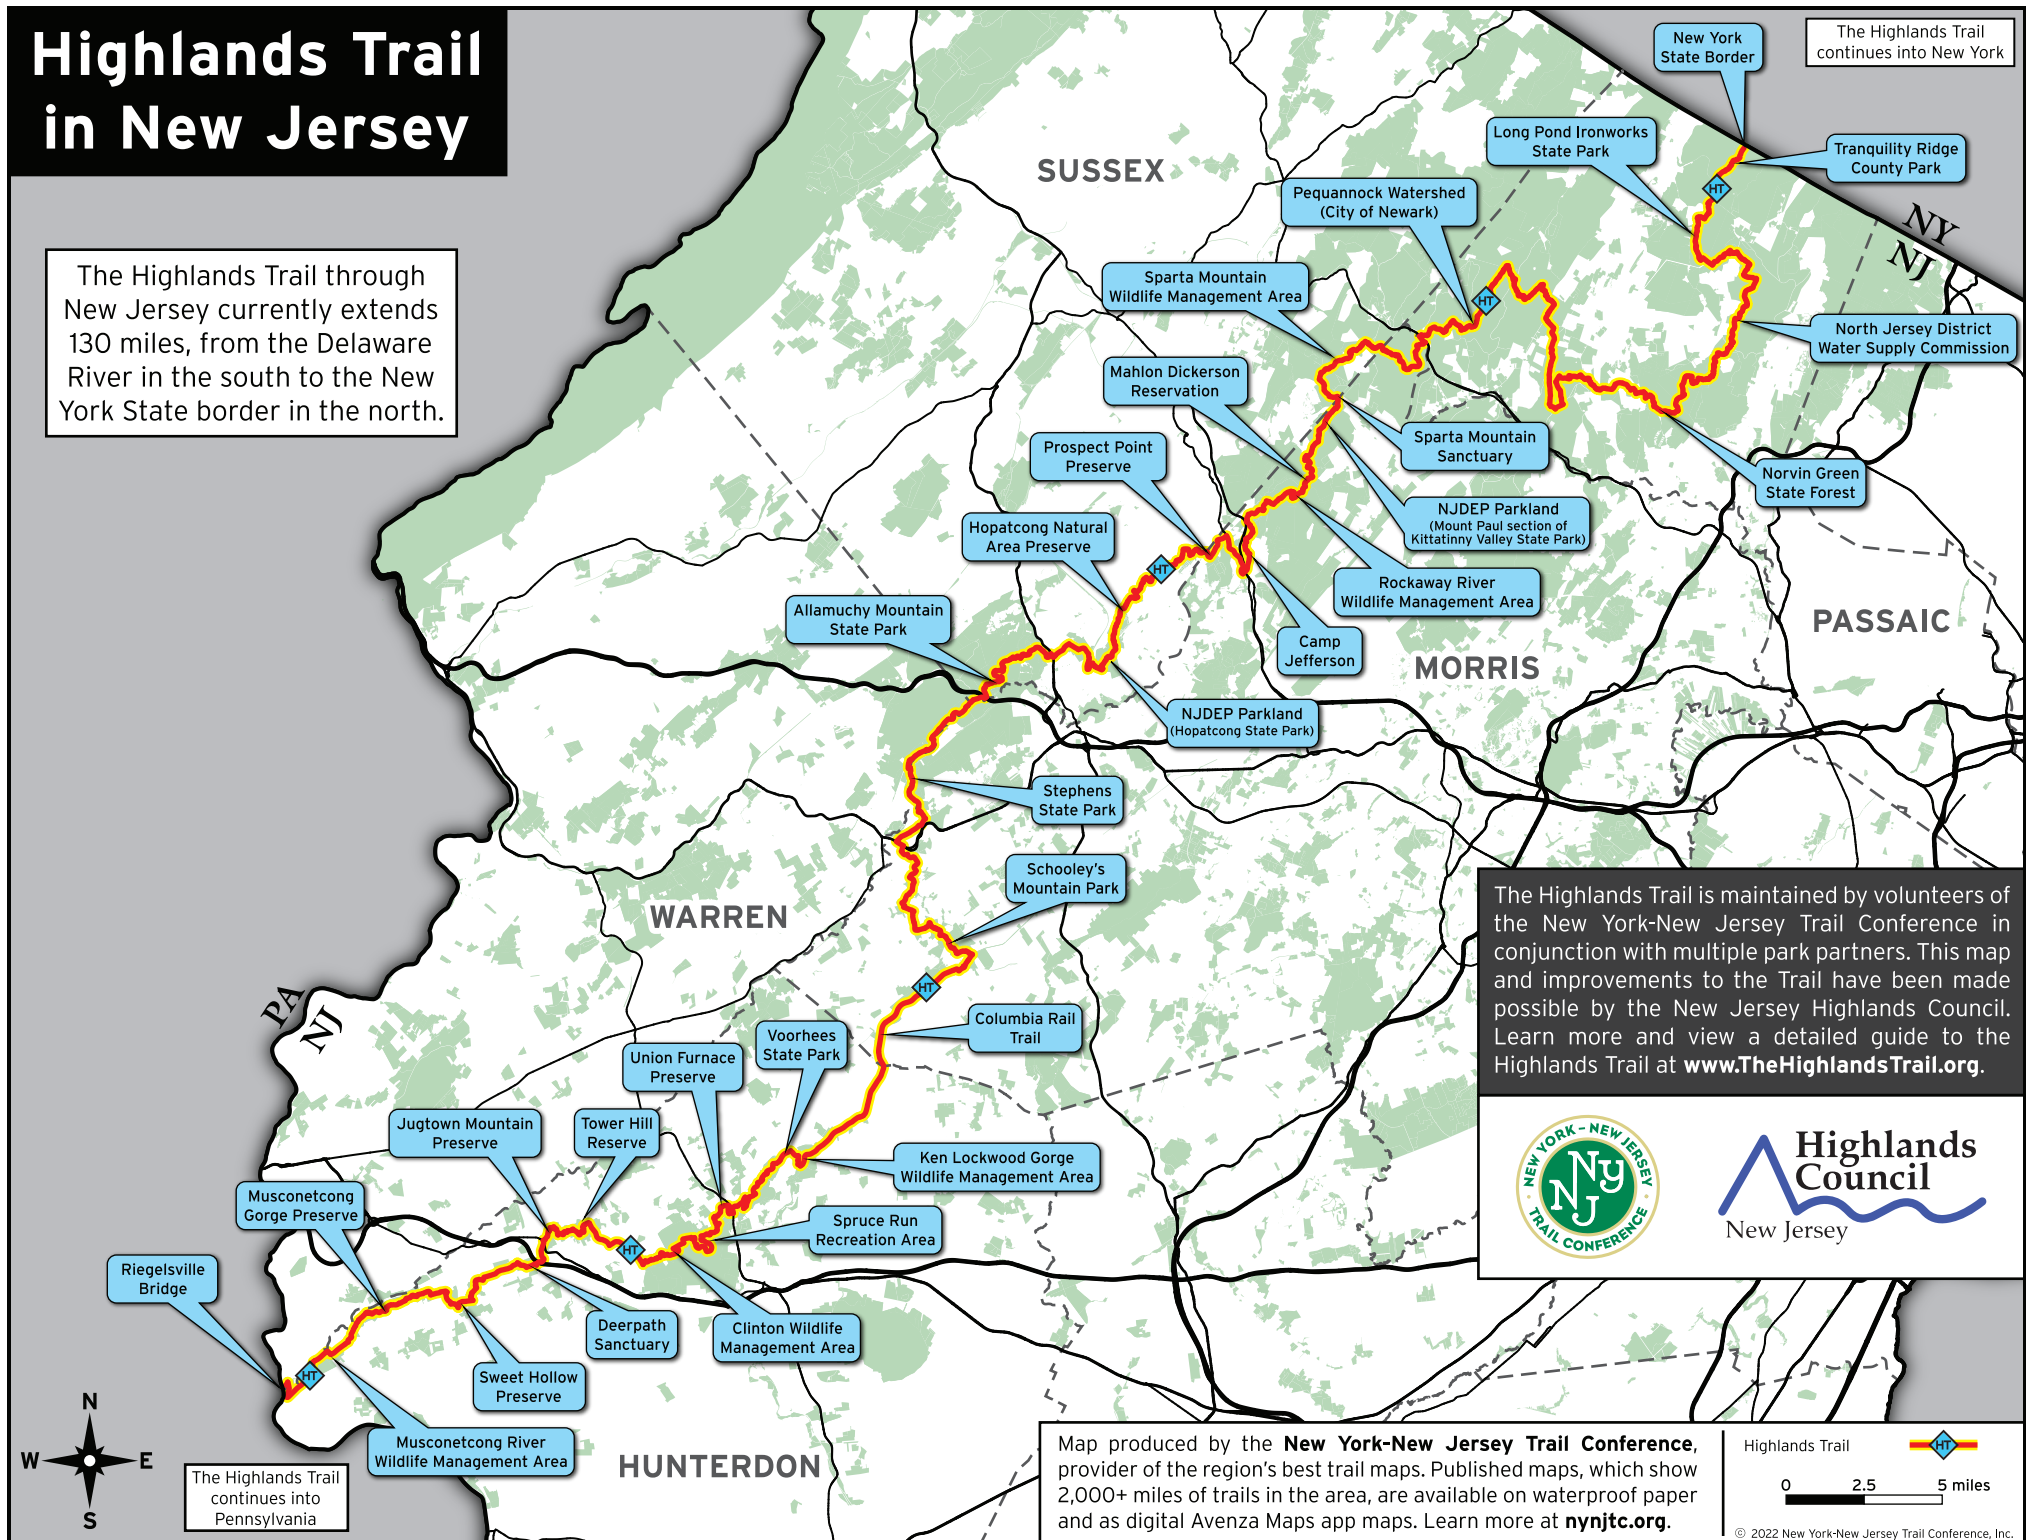 Highlands Trail
in New Jersey
The Highlands Trail through
New Jersey currently extends
130 miles, from the Delaware
River in the south to the New
York State border in the north.
New York
State Border
The Highlands Trail
continues into New York
Long Pond Ironworks
State Park
Tranquility Ridge
County Park
SUSSEX
Pequannock Watershed
(City of Newark)
HT
NY
NJ
Sparta Mountain
Wildlife Management Area
HT
North Jersey District
Water Supply Commission
Mahlon Dickerson
Reservation
Prospect Point
Preserve
Sparta Mountain
Sanctuary
Norvin Green
State Forest
Hopatcong Natural
Area Preserve
NJDEP Parkland
(Mount Paul section of
Kittatinny Valley State Park)
HT
Rockaway River
Wildlife Management Area
Allamuchy Mountain
State Park
Camp
Jefferson
PASSAIC
MORRIS
NJDEP Parkland
(Hopatcong State Park)
Stephens
State Park
Schooley's
Mountain Park
WARREN
The Highlands Trail is maintained by volunteers of
the New York-New Jersey Trail Conference in
conjunction with multiple park partners. This map
and improvements to the Trail have been made
possible by the New Jersey Highlands Council.
Learn more and view a detailed guide to the
Highlands Trail at www.TheHighlandsTrail.org.
HT
PA
NJ
Columbia Rail
Trail
Voorhees
State Park
Union Furnace
Preserve
Jugtown Mountain
Preserve
Tower Hill
Reserve
Ken Lockwood Gorge
Wildlife Management Area
NEW YORK - NEW JERSEY
NY
NJ
TRAIL CONFERENCE
Highlands
Council
New Jersey
Musconetcong
Gorge Preserve
Spruce Run
Recreation Area
HT
Riegelsville
Bridge
Deerpath
Sanctuary
Clinton Wildlife
Management Area
HT
Sweet Hollow
Preserve
Musconetcong River
Wildlife Management Area
HUNTERDON
N
W
E
S
The Highlands Trail
continues into
Pennsylvania
Map produced by the New York-New Jersey Trail Conference,
provider of the region's best trail maps. Published maps, which show
2,000+ miles of trails in the area, are available on waterproof paper
and as digital Avenza Maps app maps. Learn more at nynjtc.org.
Highlands Trail
HT
0 2.5 5 miles
© 2022 New York-New Jersey Trail Conference, Inc.